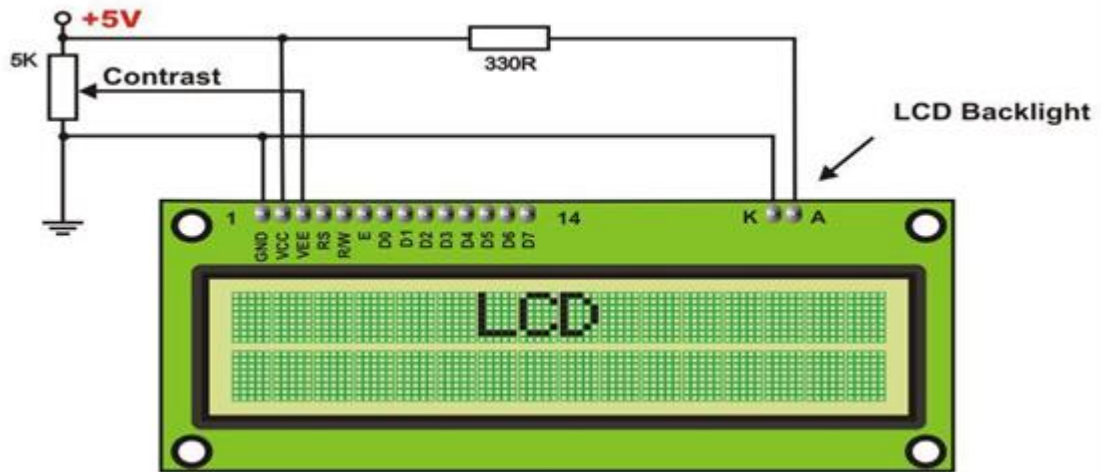 +5V
5K
330R
Contrast
LCD Backlight
1
14
K
A
GND
VCC
VEE
RS
R/W
E
D0
D1
D2
D3
D4
D5
D6
D7
LCD